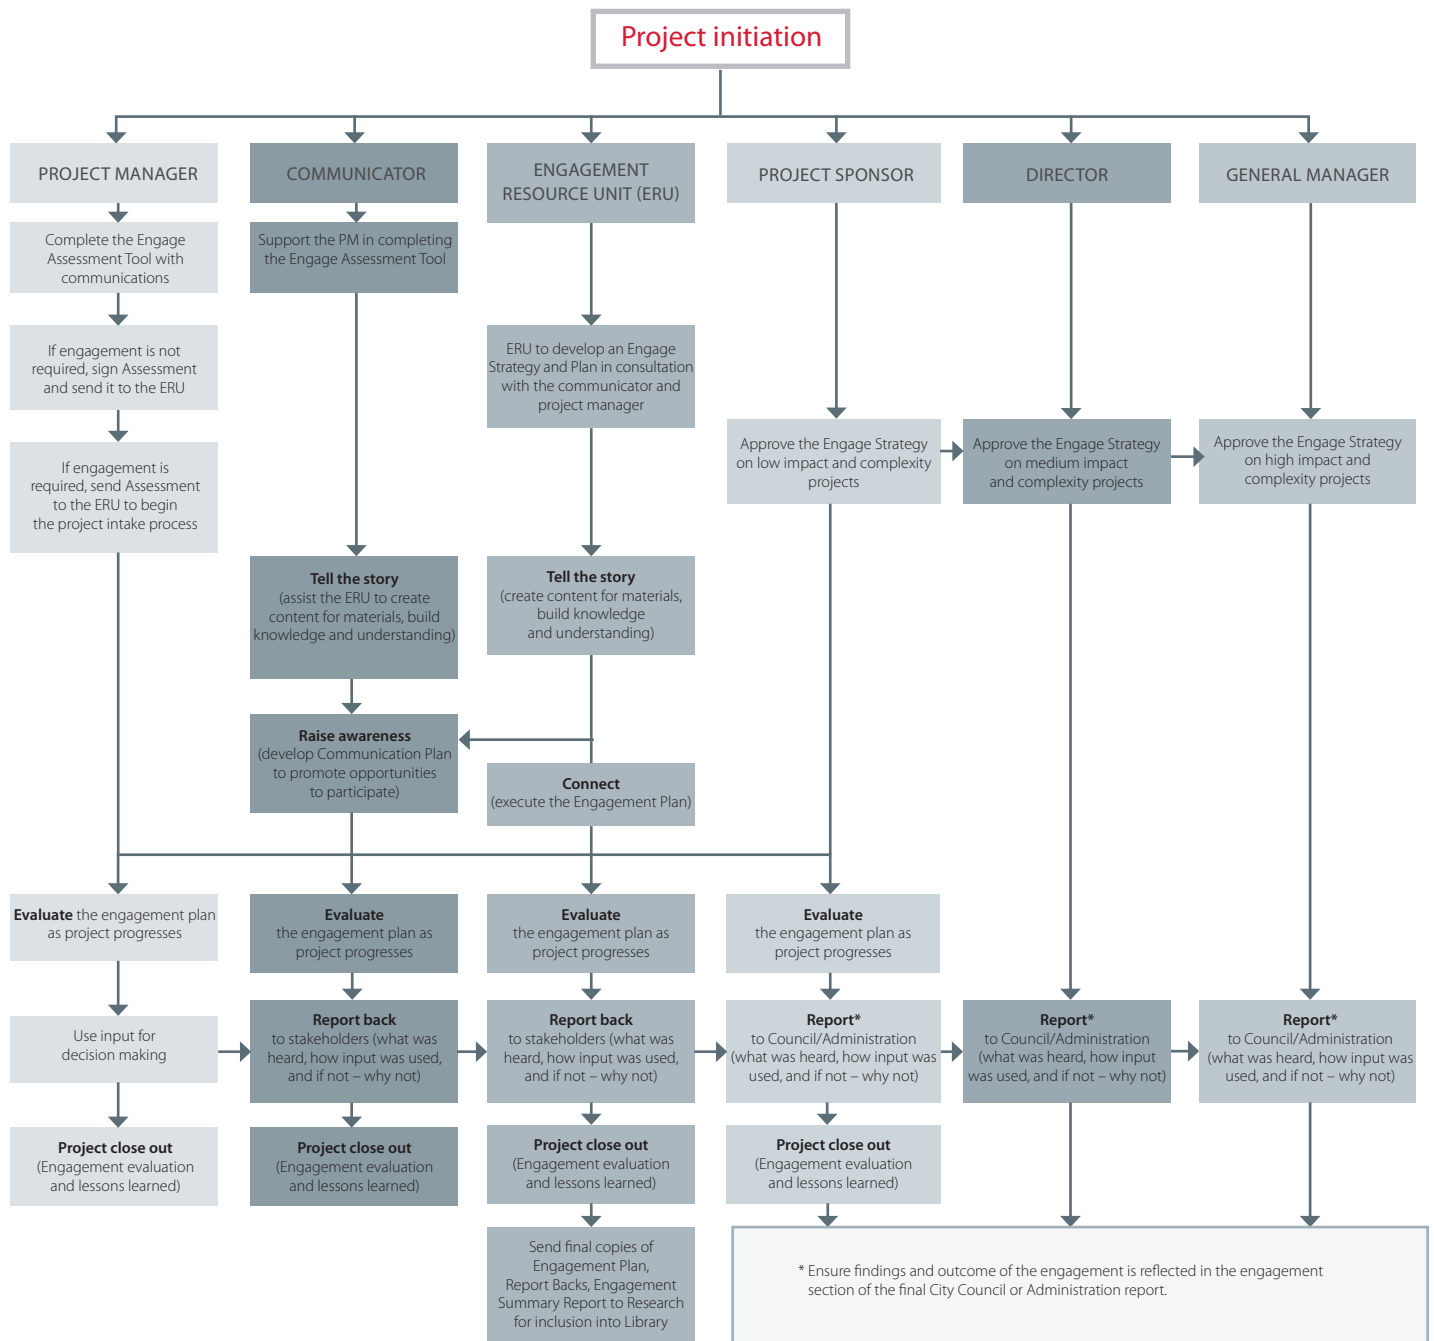 Project initiation
PROJECT MANAGER
COMMUNICATOR
ENGAGEMENT
RESOURCE UNIT (ERU)
PROJECT SPONSOR
DIRECTOR
GENERAL MANAGER
Complete the Engage
Assessment Tool with
communications
Support the PM in completing
the Engage Assessment Tool
If engagement is not
required, sign Assessment
and send it to the ERU
ERU to develop an Engage
Strategy and Plan in consultation
with the communicator and
project manager
If engagement is
required, send Assessment
to the ERU to begin
the project intake process
Approve the Engage Strategy
on low impact and complexity
projects
Approve the Engage Strategy
on medium impact
and complexity projects
Approve the Engage Strategy
on high impact and
complexity projects
Tell the story
(assist the ERU to create
content for materials, build
knowledge and understanding)
Tell the story
(create content for materials,
build knowledge
and understanding)
Raise awareness
(develop Communication Plan
to promote opportunities
to participate)
Connect
(execute the Engagement Plan)
Evaluate the engagement plan
as project progresses
Evaluate
the engagement plan as
project progresses
Evaluate
the engagement plan as
project progresses
Evaluate
the engagement plan as
project progresses
Use input for
decision making
Report back
to stakeholders (what was
heard, how input was used,
and if not – why not)
Report back
to stakeholders (what was
heard, how input was used,
and if not – why not)
Report*
to Council/Administration
(what was heard, how input was
used, and if not – why not)
Report*
to Council/Administration
(what was heard, how input
was used, and if not – why not)
Report*
to Council/Administration
(what was heard, how input was
used, and if not – why not)
Project close out
(Engagement evaluation
and lessons learned)
Project close out
(Engagement evaluation
and lessons learned)
Project close out
(Engagement evaluation
and lessons learned)
Project close out
(Engagement evaluation
and lessons learned)
Send final copies of
Engagement Plan,
Report Backs, Engagement
Summary Report to Research
for inclusion into Library
* Ensure findings and outcome of the engagement is reflected in the engagement
section of the final City Council or Administration report.